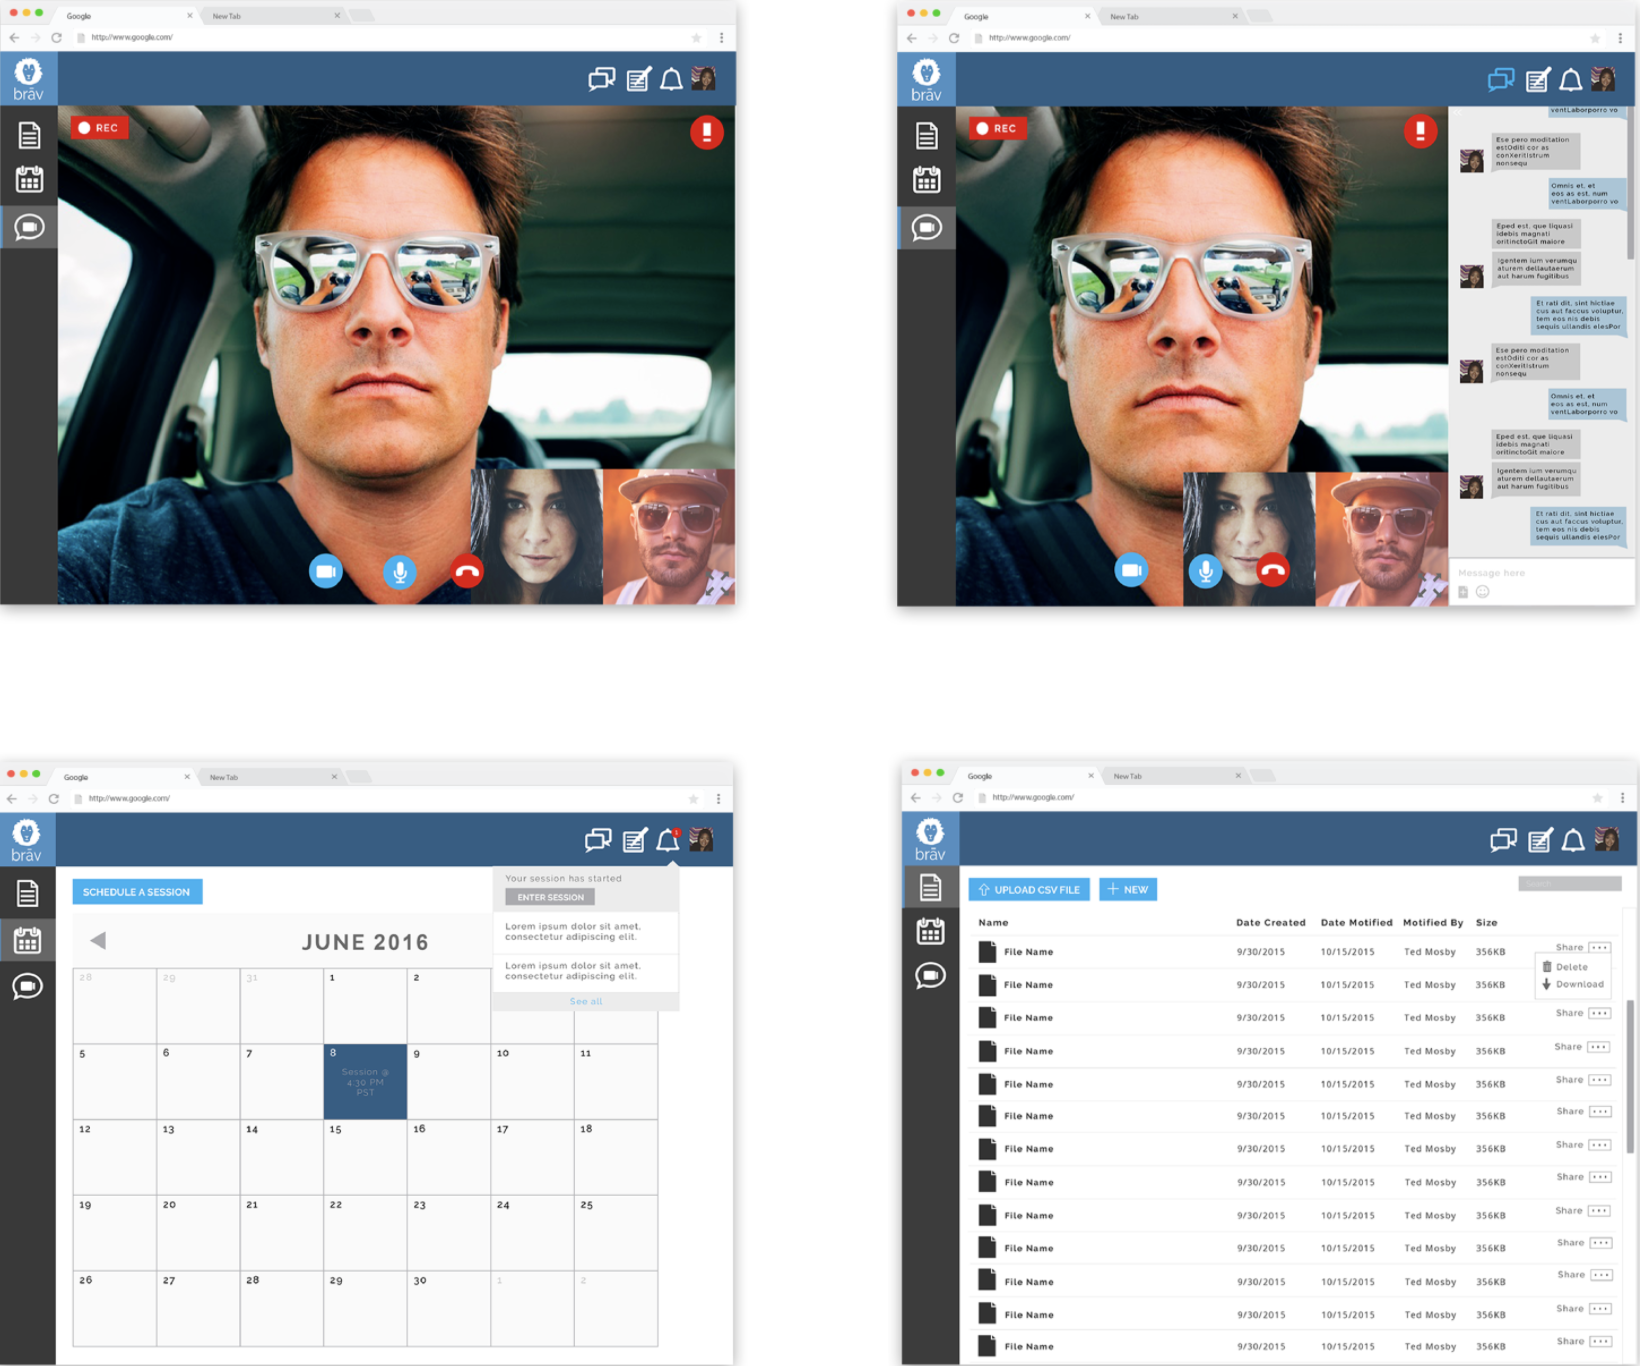 Google
New Tab
http://www.google.com/
brāv
REC
Google
New Tab
http://www.google.com/
brāv
REC
ventLaborporro vo
Ese pero moditation
estOditi cor as
conXeritistrum
nonsequ
Omnis et, et
eos as est, num
ventLaborporro vo
Eped est, que liquasi
idebis magnati
oritinctoGit maiore
Igentem ium verumqu
aturem dellautaerum
aut harum fugitibus
Et rati dit, sint hictiae
cus aut faccus voluptur,
tem eos nis debis
sequis ullandis elesPor
Ese pero moditation
estOditi cor as
conXeritistrum
nonsequ
Omnis et, et
eos as est, num
ventLaborporro vo
Eped est, que liquasi
idebis magnati
oritinctoGit maiore
Igentem ium verumqu
aturem dellautaerum
aut harum fugitibus
Et rati dit, sint hictiae
cus aut faccus voluptur,
tem eos nis debis
sequis ullandis elesPor
Message here
Google
New Tab
http://www.google.com/
brāv
1
SCHEDULE A SESSION
Your session has started
ENTER SESSION
Lorem ipsum dolor sit amet,
consectetur adipiscing elit.
Lorem ipsum dolor sit amet,
consectetur adipiscing elit.
See all
JUNE 2016
28 29 31 1 2
5 6 7 8 9 10 11
Session @
4:30 PM
PST
12 13 14 15 16 17 18
19 20 21 22 23 24 25
26 27 28 29 30 1 2
Google
New Tab
http://www.google.com/
brāv
UPLOAD CSV FILE
NEW
Search
Name Date Created Date Motified Motified By Size
File Name 9/30/2015 10/15/2015 Ted Mosby 356KB Share
Delete
File Name 9/30/2015 10/15/2015 Ted Mosby 356KB Download
File Name 9/30/2015 10/15/2015 Ted Mosby 356KB Share
File Name 9/30/2015 10/15/2015 Ted Mosby 356KB Share
File Name 9/30/2015 10/15/2015 Ted Mosby 356KB Share
File Name 9/30/2015 10/15/2015 Ted Mosby 356KB Share
File Name 9/30/2015 10/15/2015 Ted Mosby 356KB Share
File Name 9/30/2015 10/15/2015 Ted Mosby 356KB Share
File Name 9/30/2015 10/15/2015 Ted Mosby 356KB Share
File Name 9/30/2015 10/15/2015 Ted Mosby 356KB Share
File Name 9/30/2015 10/15/2015 Ted Mosby 356KB Share
File Name 9/30/2015 10/15/2015 Ted Mosby 356KB Share
File Name 9/30/2015 10/15/2015 Ted Mosby 356KB Share